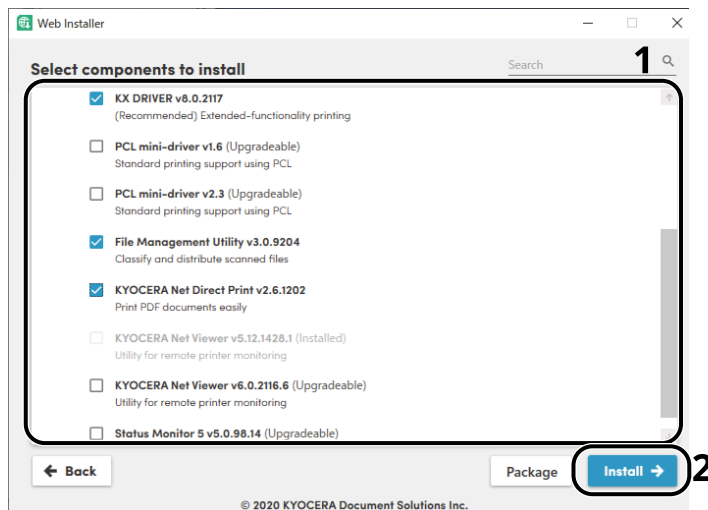 Web Installer
Select components to install
Search
1
KX DRIVER v8.0.2117
(Recommended) Extended-functionality printing
PCL mini-driver v1.6 (Upgradeable)
Standard printing support using PCL
PCL mini-driver v2.3 (Upgradeable)
Standard printing support using PCL
File Management Utility v3.0.9204
Classify and distribute scanned files
KYOCERA Net Direct Print v2.6.1202
Print PDF documents easily
KYOCERA Net Viewer v5.12.1428.1 (Installed)
Utility for remote printer monitoring
KYOCERA Net Viewer v6.0.2116.6 (Upgradeable)
Utility for remote printer monitoring
Status Monitor 5 v5.0.98.14 (Upgradeable)
Back
Package
Install
2
© 2020 KYOCERA Document Solutions Inc.